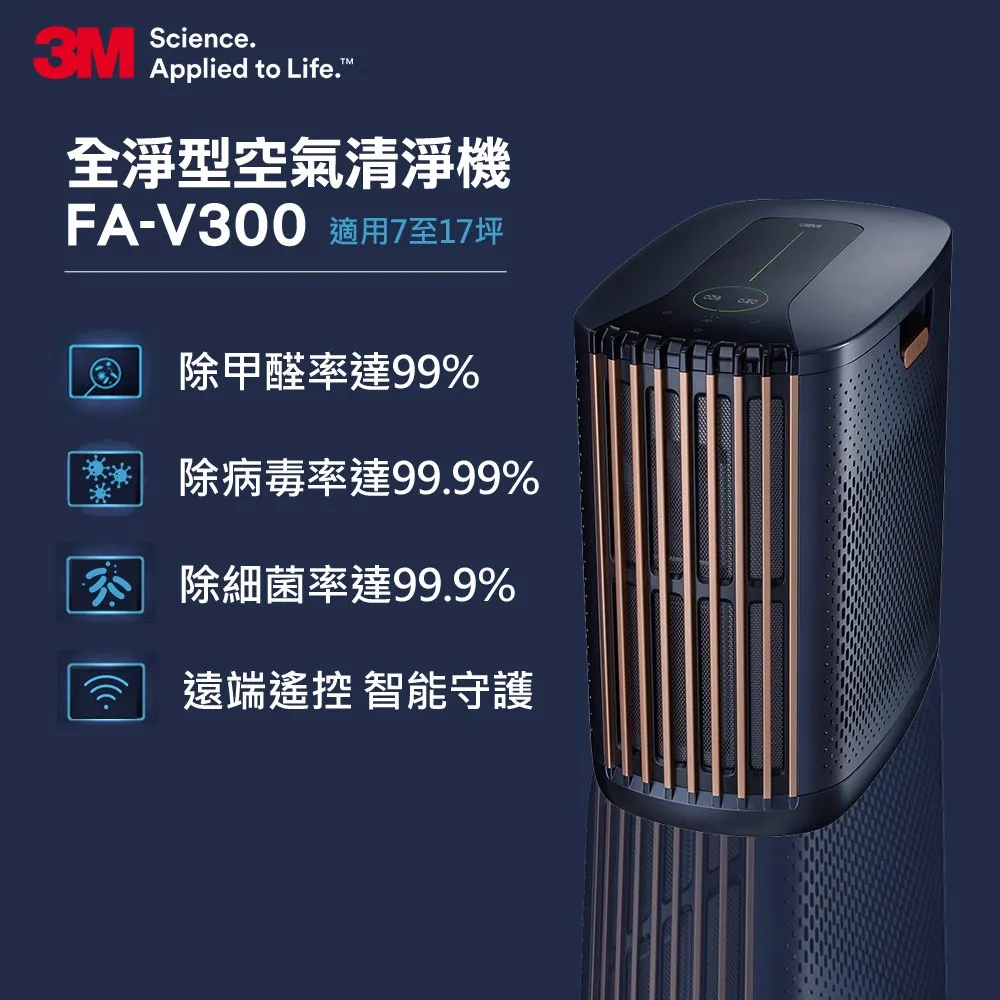 3M
Science.
Applied to Life.™
全淨型空氣清淨機
FA-V300 適用7至17坪
除甲醛率達99%
除病毒率達99.99%
除細菌率達99.9%
遠端遙控 智能守護
3M